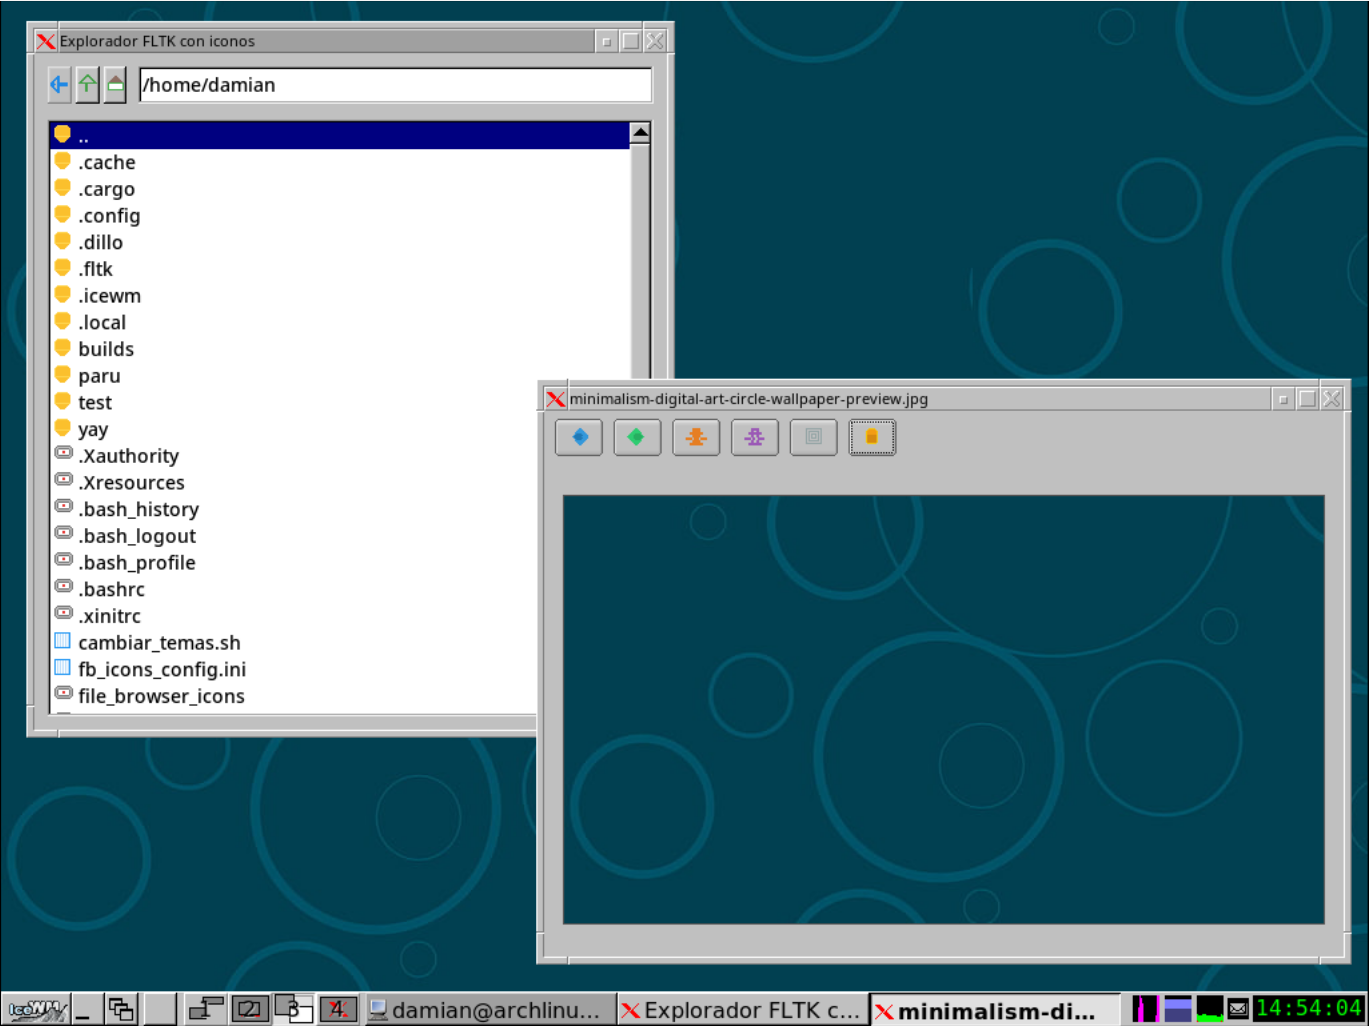 Explorador FLTK con iconos
/home/damian
..
.cache
.cargo
.config
.dillo
.fltk
.icewm
.local
builds
paru
test
yay
.Xauthority
.Xresources
.bash_history
.bash_logout
.bash_profile
.bashrc
.xinitrc
cambiar_temas.sh
fb_icons_config.ini
file_browser_icons
minimalism-digital-art-circle-wallpaper-preview.jpg
IceWM 1 2 3 4 damian@archlinu... Explorador FLTK c... minimalism-di... 14:54:04